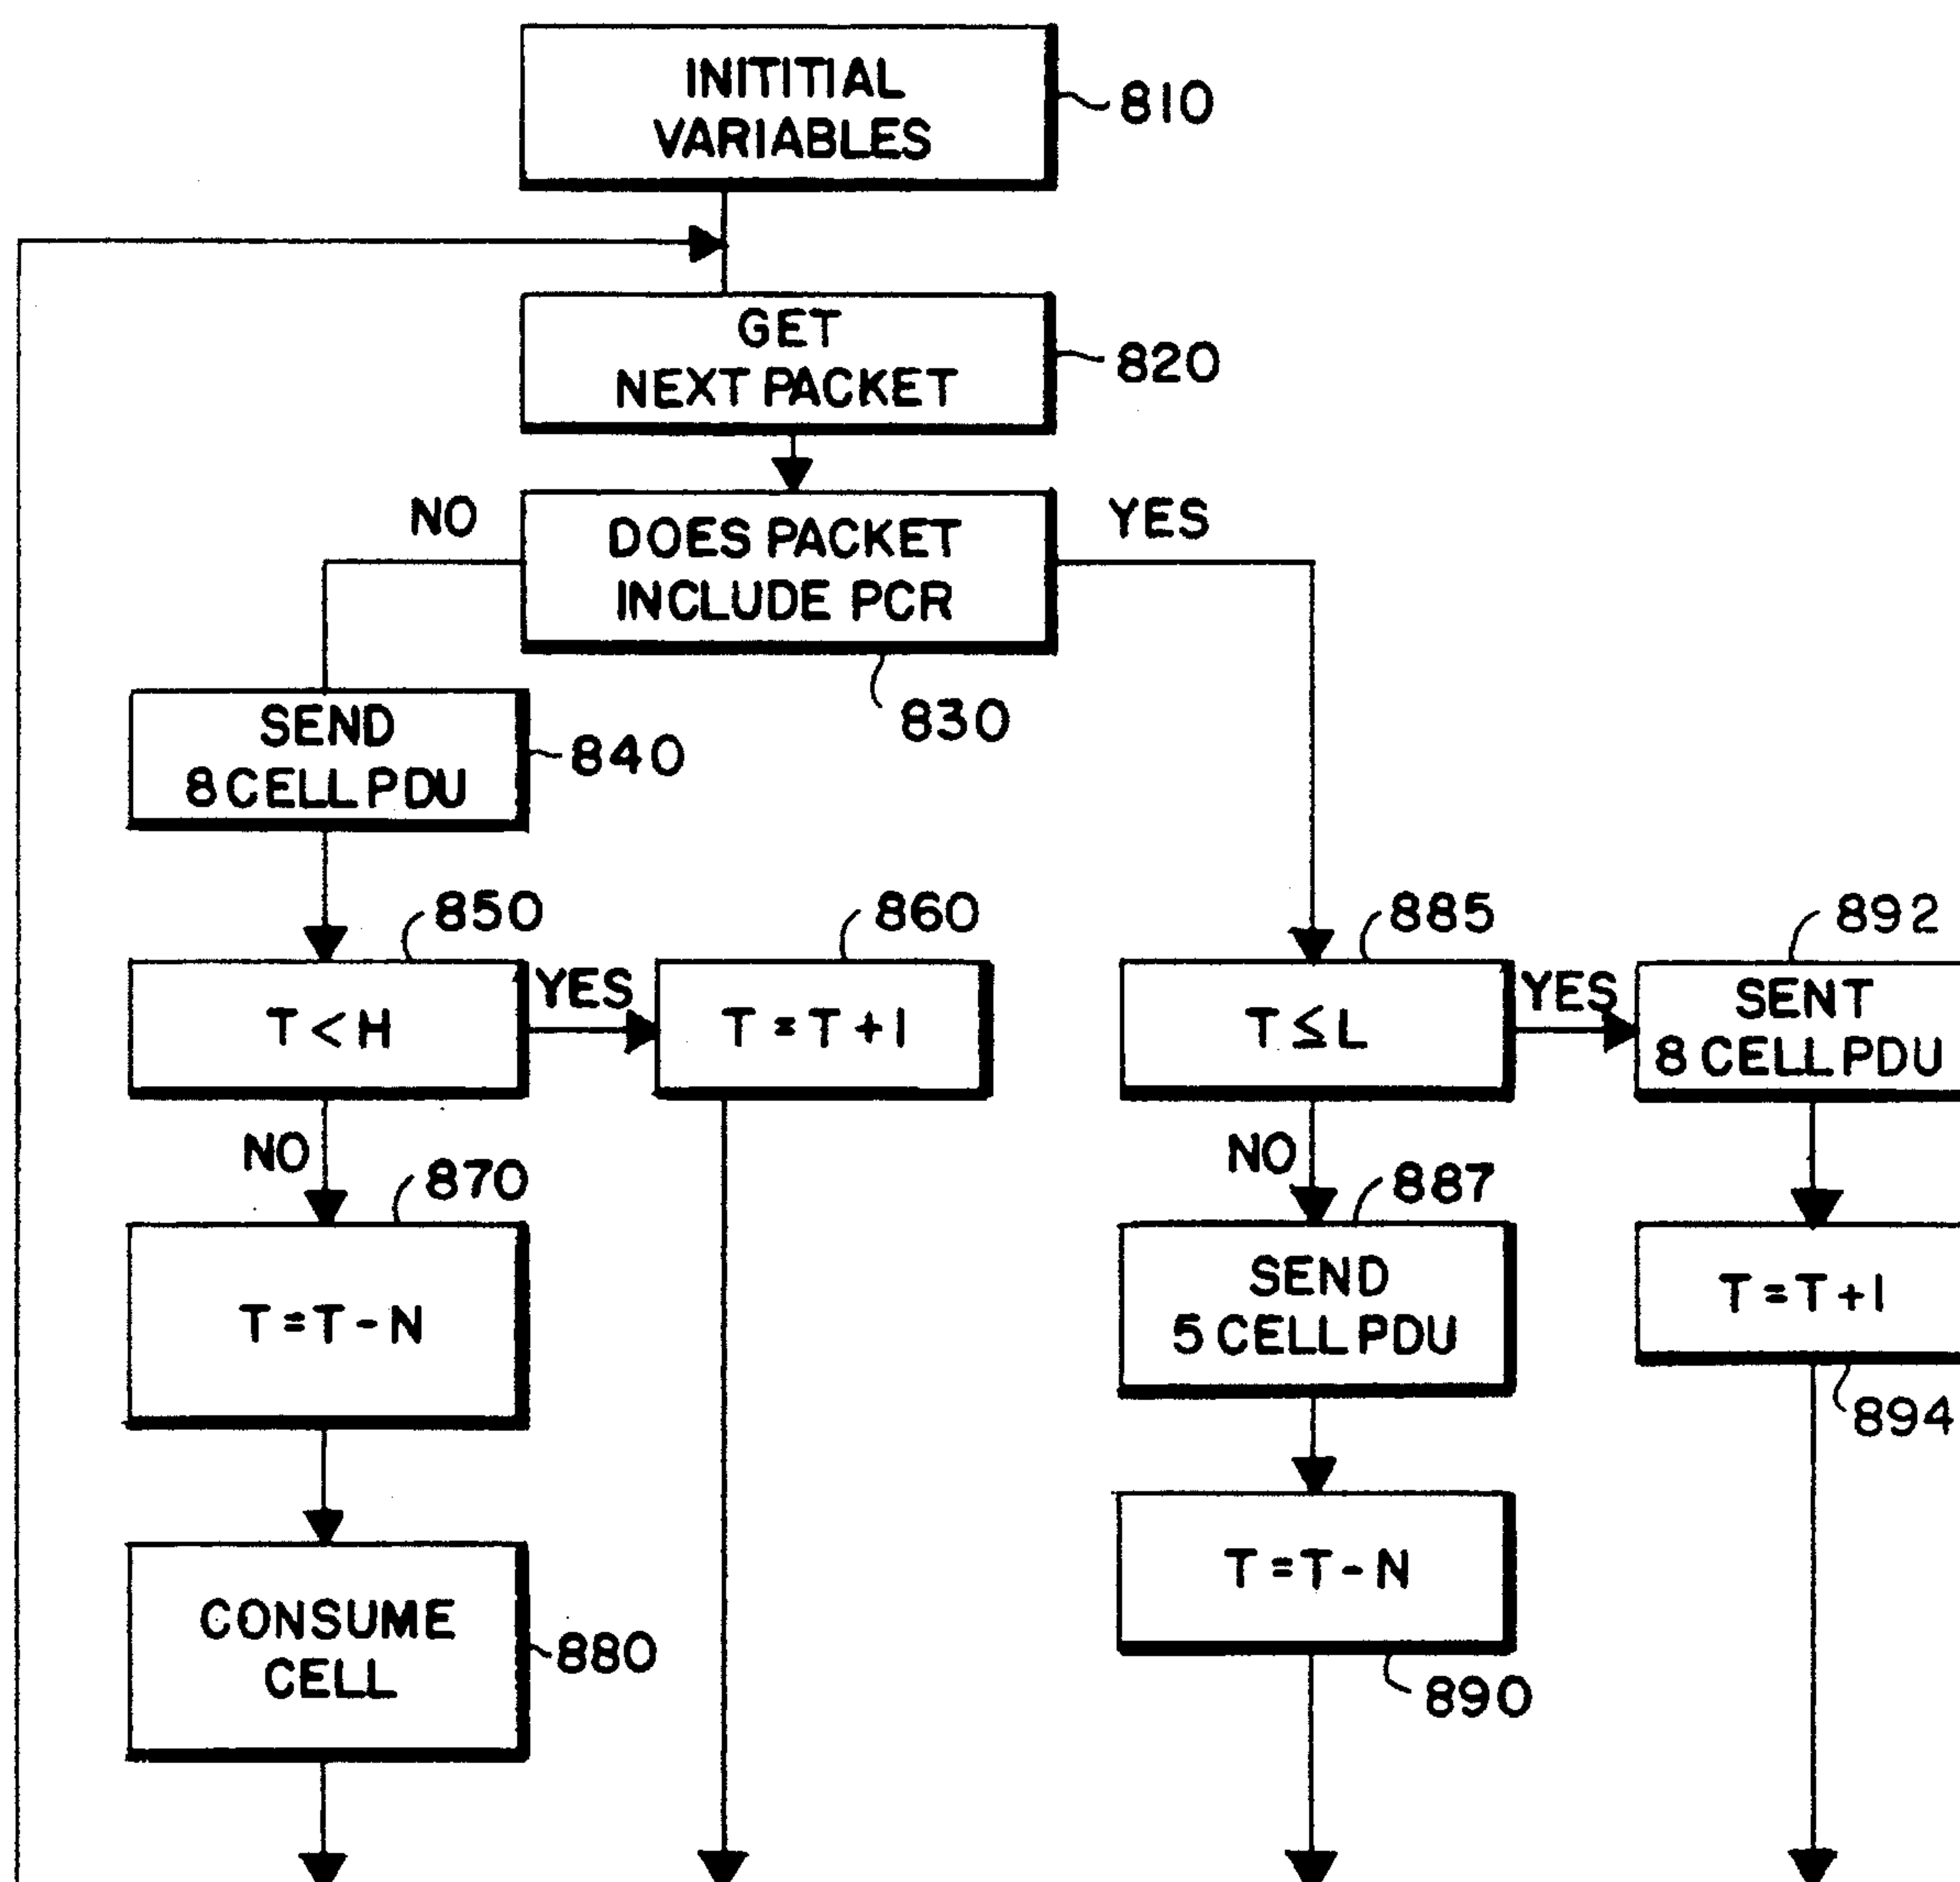 INITITIAL
VARIABLES
810
GET
NEXT PACKET
820
NO
DOES PACKET
INCLUDE PCR
YES
830
SEND
8 CELL PDU
840
850
860
885
892
T < H
YES
T = T + 1
T ≤ L
YES
SENT
8 CELL PDU
NO
870
NO
887
T = T - N
SEND
5 CELL PDU
T = T + 1
894
CONSUME
CELL
880
T = T - N
890